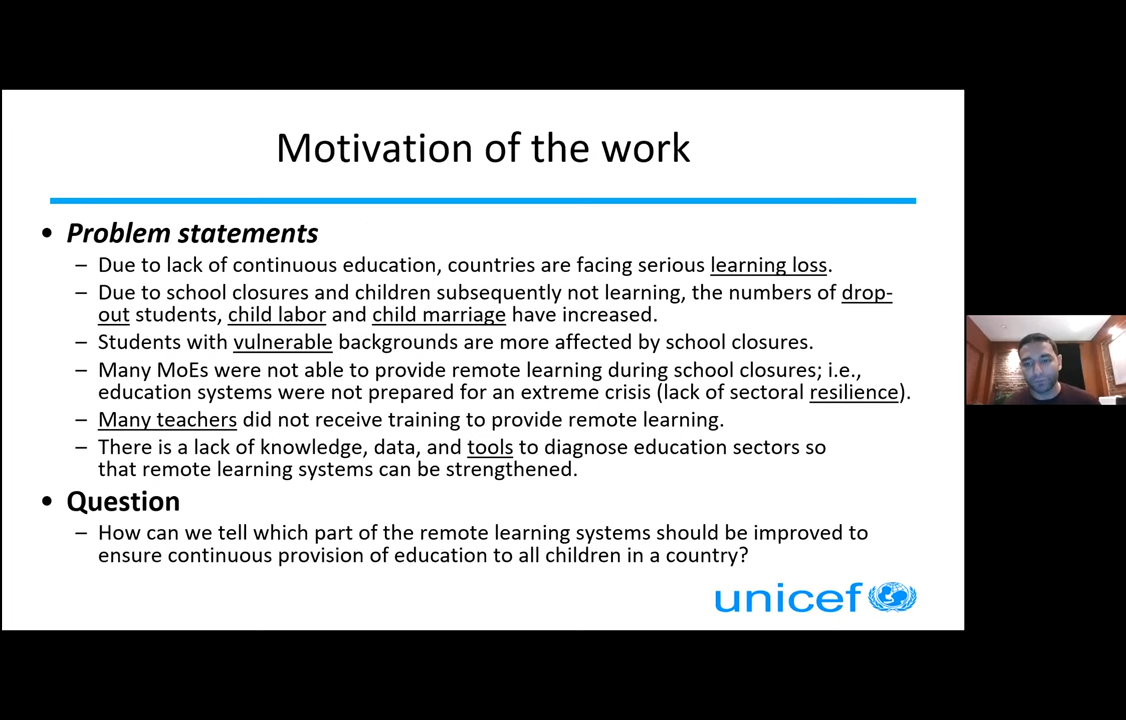 Motivation of the work
• Problem statements
– Due to lack of continuous education, countries are facing serious learning loss.
– Due to school closures and children subsequently not learning, the numbers of drop-
out students, child labor and child marriage have increased.
– Students with vulnerable backgrounds are more affected by school closures.
– Many MoEs were not able to provide remote learning during school closures; i.e.,
education systems were not prepared for an extreme crisis (lack of sectoral resilience).
– Many teachers did not receive training to provide remote learning.
– There is a lack of knowledge, data, and tools to diagnose education sectors so
that remote learning systems can be strengthened.
• Question
– How can we tell which part of the remote learning systems should be improved to
ensure continuous provision of education to all children in a country?
unicef